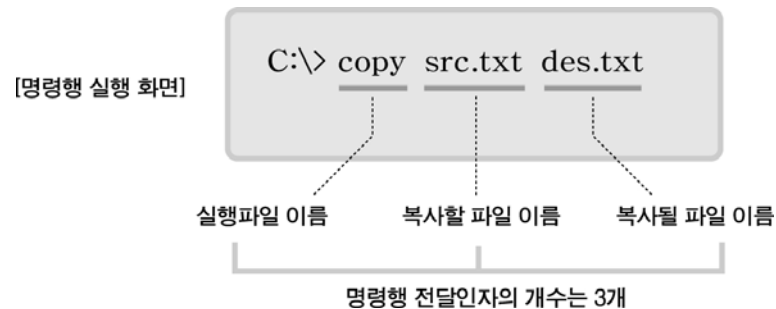 C:\> copy src.txt des.txt
[명령행 실행 화면]
실행파일 이름 복사할 파일 이름 복사될 파일 이름
명령행 전달인자의 개수는 3개